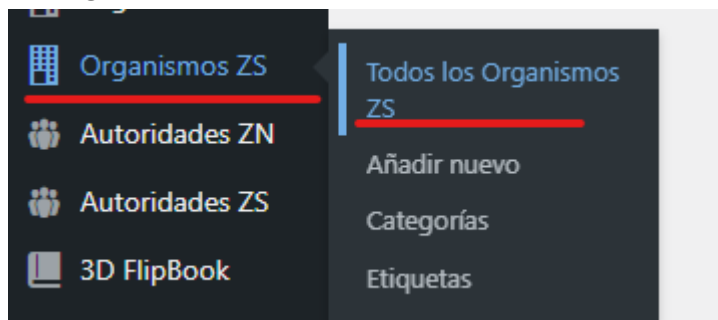 Organismos ZS
Autoridades ZN
Autoridades ZS
3D FlipBook
Todos los Organismos
ZS
Añadir nuevo
Categorías
Etiquetas